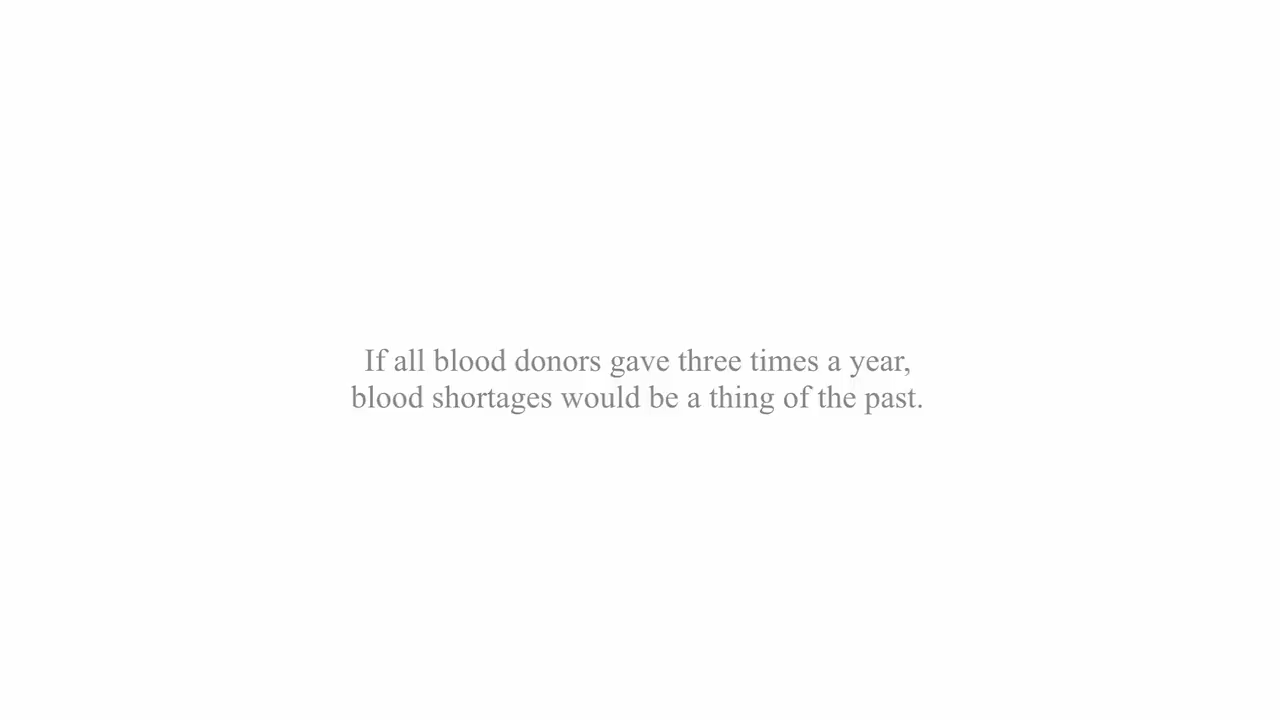 If all blood donors gave three times a year,
blood shortages would be a thing of the past.